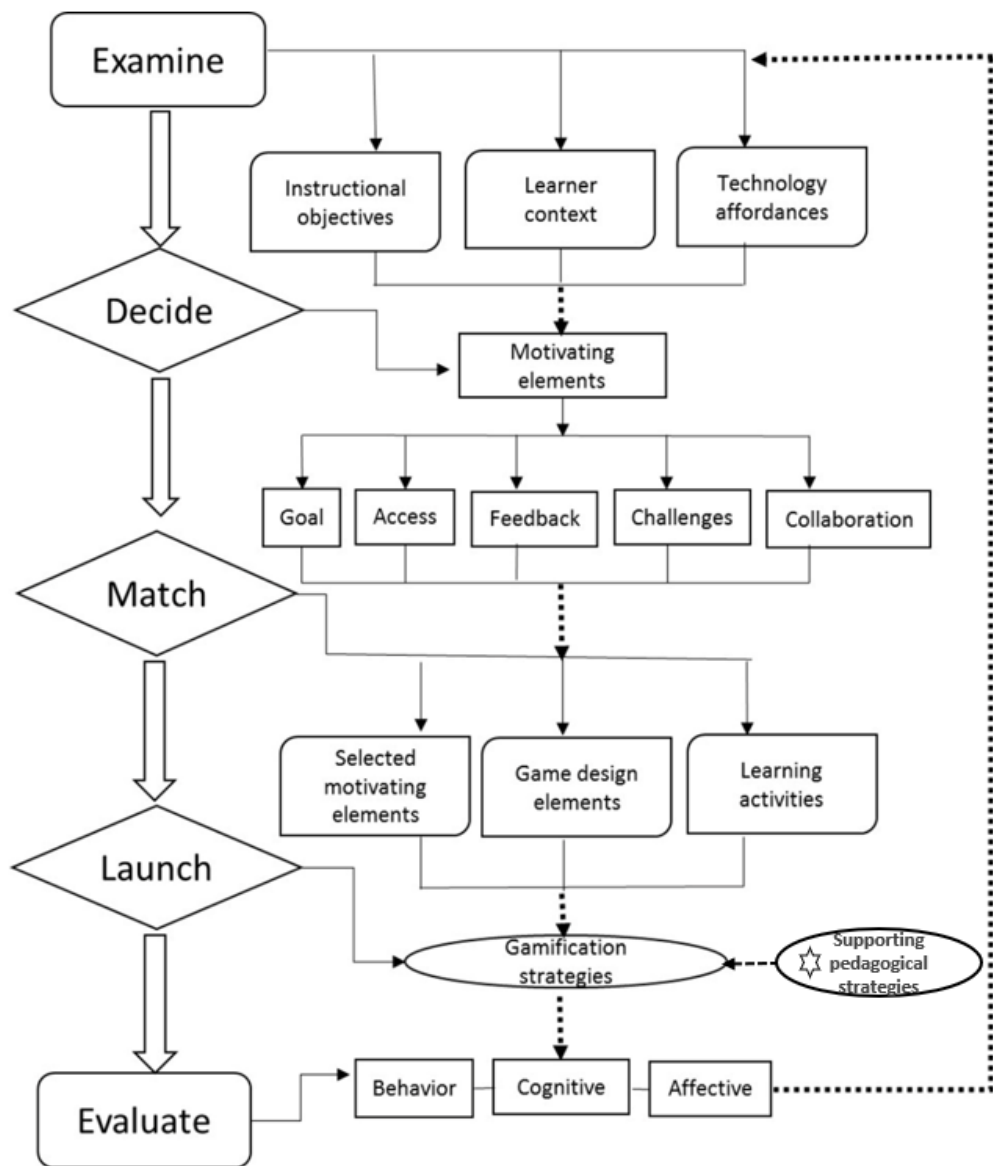 Examine
Instructional
objectives
Learner
context
Technology
affordances
Decide
Motivating
elements
Goal
Access
Feedback
Challenges
Collaboration
Match
Selected
motivating
elements
Game design
elements
Learning
activities
Launch
Gamification
strategies
Supporting
pedagogical
strategies
Evaluate
Behavior
Cognitive
Affective